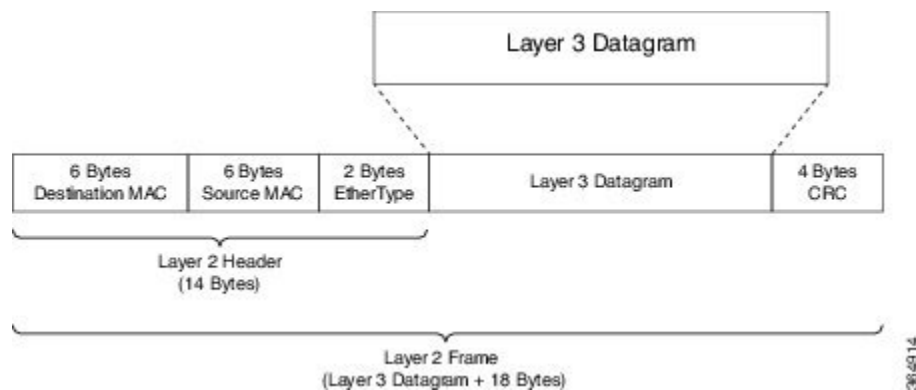 Layer 3 Datagram
6 Bytes
Destination MAC
6 Bytes
Source MAC
2 Bytes
EtherType
Layer 3 Datagram
4 Bytes
CRC
Layer 2 Header
(14 Bytes)
Layer 2 Frame
(Layer 3 Datagram + 18 Bytes)
364914